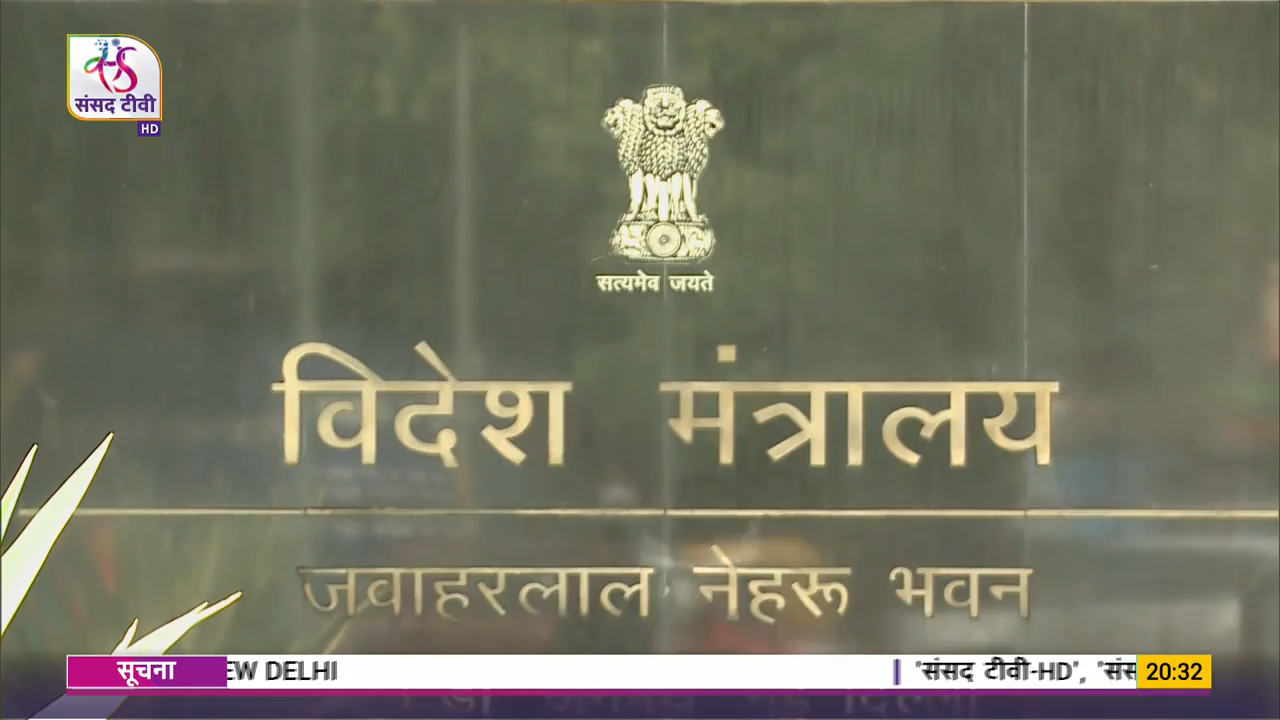 संसद टीवी
HD
सत्यमेव जयते
विदेश मंत्रालय
जवाहरलाल नेहरू भवन
सूचना
EW DELHI | "संसद टीवी-HD", "संस
20:32